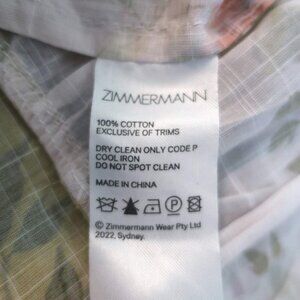 ZIMMERMANN
100% COTTON
EXCLUSIVE OF TRIMS
DRY CLEAN ONLY CODE P
COOL IRON
DO NOT SPOT CLEAN
MADE IN CHINA
P
© Zimmermann Wear Pty Ltd
2022, Sydney.